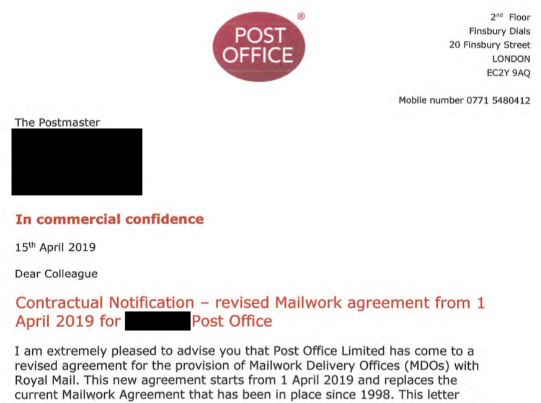 POST
OFFICE
®
2nd Floor
Finsbury Dials
20 Finsbury Street
LONDON
EC2Y 9AQ
Mobile number 0771 5480412
The Postmaster
In commercial confidence
15th April 2019
Dear Colleague
Contractual Notification – revised Mailwork agreement from 1
April 2019 for Post Office
I am extremely pleased to advise you that Post Office Limited has come to a
revised agreement for the provision of Mailwork Delivery Offices (MDOs) with
Royal Mail. This new agreement starts from 1 April 2019 and replaces the
current Mailwork Agreement that has been in place since 1998. This letter